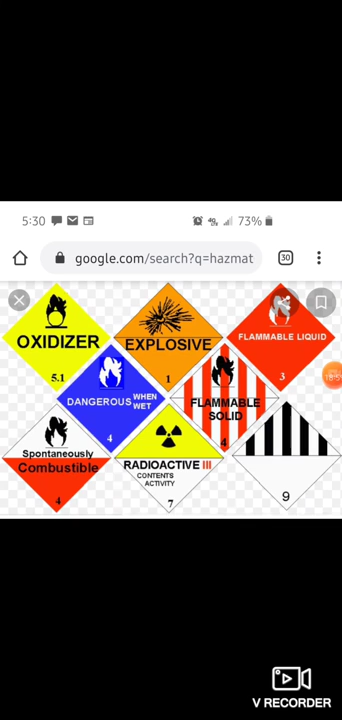 5:30
73%
google.com/search?q=hazmat
30
OXIDIZER
5.1
EXPLOSIVE
1
FLAMMABLE LIQUID
3
DANGEROUS WHEN WET
4
FLAMMABLE
SOLID
4
Spontaneously
Combustible
4
RADIOACTIVE III
CONTENTS
ACTIVITY
7
9
V RECORDER